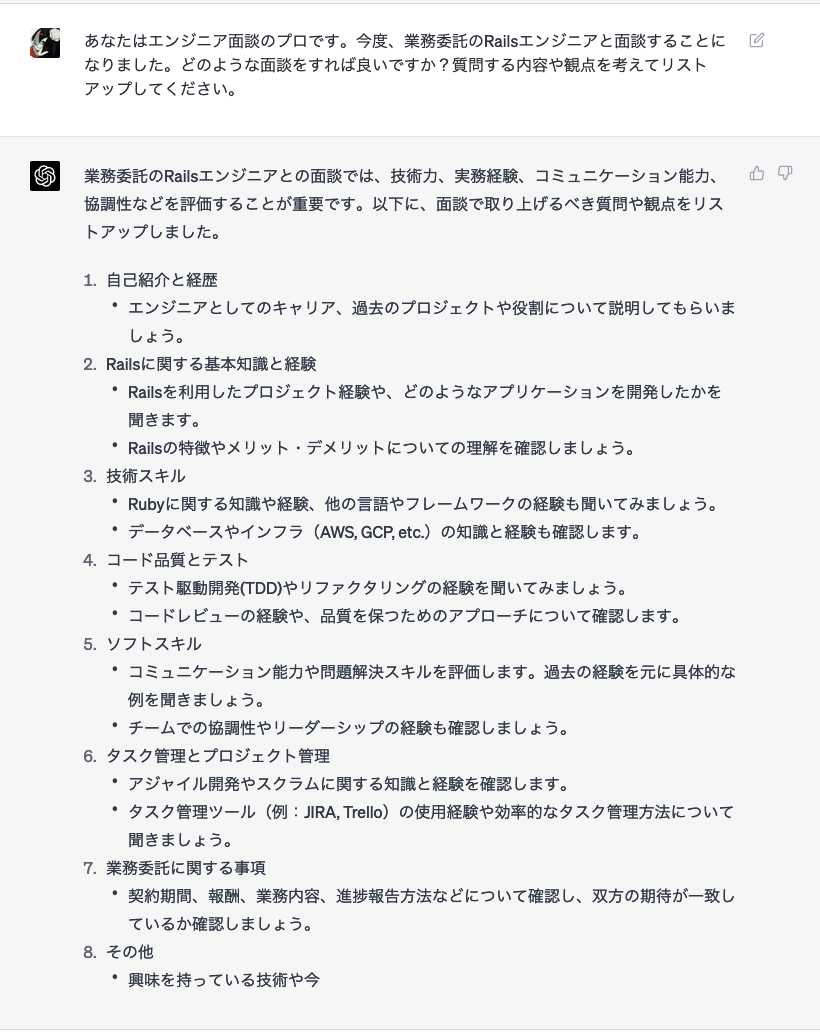 あなたはエンジニア面談のプロです。今度、業務委託のRailsエンジニアと面談することに
なりました。どのような面談をすれば良いですか？質問する内容や観点を考えてリスト
アップしてください。
業務委託のRailsエンジニアとの面談では、技術力、実務経験、コミュニケーション能力、
協調性などを評価することが重要です。以下に、面談で取り上げるべき質問や観点をリス
トアップしました。
1. 自己紹介と経歴
• エンジニアとしてのキャリア、過去のプロジェクトや役割について説明してもらいま
しょう。
2. Railsに関する基本知識と経験
• Railsを利用したプロジェクト経験や、どのようなアプリケーションを開発したかを
聞きます。
• Railsの特徴やメリット・デメリットについての理解を確認しましょう。
3. 技術スキル
• Rubyに関する知識や経験、他の言語やフレームワークの経験も聞いてみましょう。
• データベースやインフラ（AWS, GCP, etc.）の知識と経験も確認します。
4. コード品質とテスト
• テスト駆動開発(TDD)やリファクタリングの経験を聞いてみましょう。
• コードレビューの経験や、品質を保つためのアプローチについて確認します。
5. ソフトスキル
• コミュニケーション能力や問題解決スキルを評価します。過去の経験を元に具体的な
例を聞きましょう。
• チームでの協調性やリーダーシップの経験も確認しましょう。
6. タスク管理とプロジェクト管理
• アジャイル開発やスクラムに関する知識と経験を確認します。
• タスク管理ツール（例：JIRA, Trello）の使用経験や効率的なタスク管理方法について
聞きましょう。
7. 業務委託に関する事項
• 契約期間、報酬、業務内容、進捗報告方法などについて確認し、双方の期待が一致し
ているか確認しましょう。
8. その他
• 興味を持っている技術や今